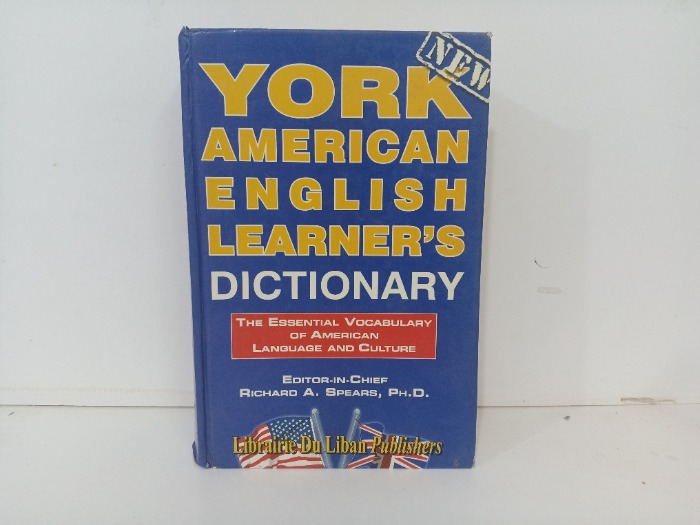 NEW
YORK
AMERICAN
ENGLISH
LEARNER'S
DICTIONARY
THE ESSENTIAL VOCABULARY
OF AMERICAN
LANGUAGE AND CULTURE
EDITOR-IN-CHIEF
RICHARD A. SPEARS, PH.D.
Librairie Du Liban Publishers